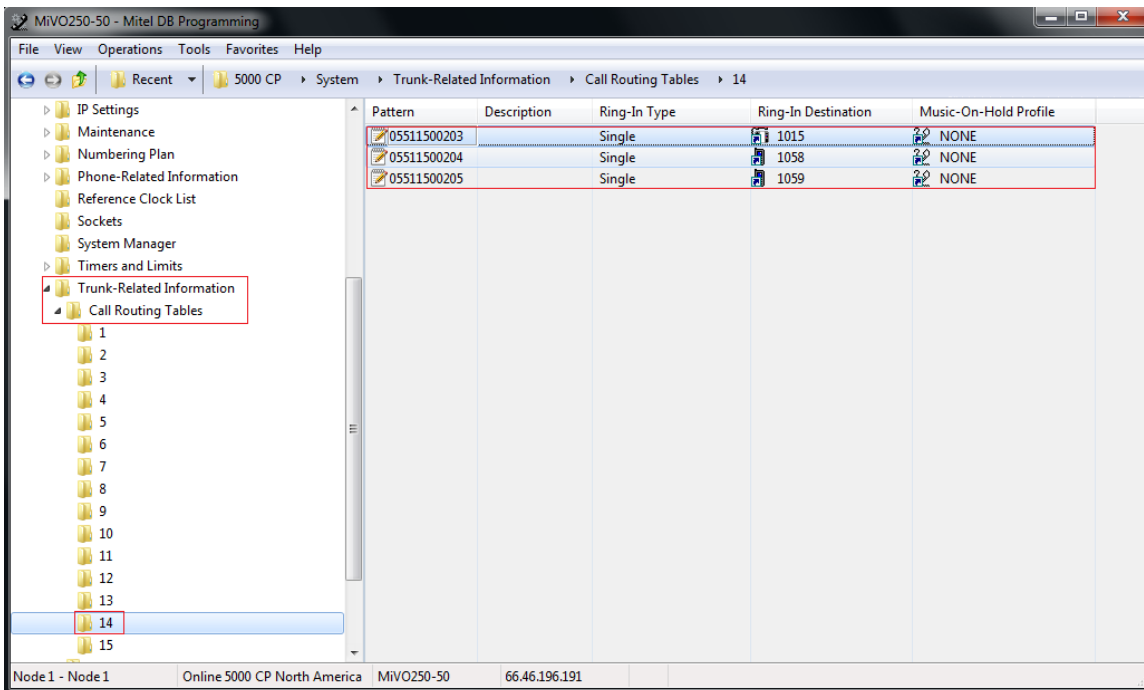 MiVO250-50 - Mitel DB Programming
File View Operations Tools Favorites Help
Recent 5000 CP System Trunk-Related Information Call Routing Tables 14
IP Settings
Maintenance
Numbering Plan
Phone-Related Information
Reference Clock List
Sockets
System Manager
Timers and Limits
Trunk-Related Information
Call Routing Tables
1
2
3
4
5
6
7
8
9
10
11
12
13
14
15
Pattern Description Ring-In Type Ring-In Destination Music-On-Hold Profile
05511500203 Single 1015 NONE
05511500204 Single 1058 NONE
05511500205 Single 1059 NONE
Node 1 - Node 1 Online 5000 CP North America MiVO250-50 66.46.196.191